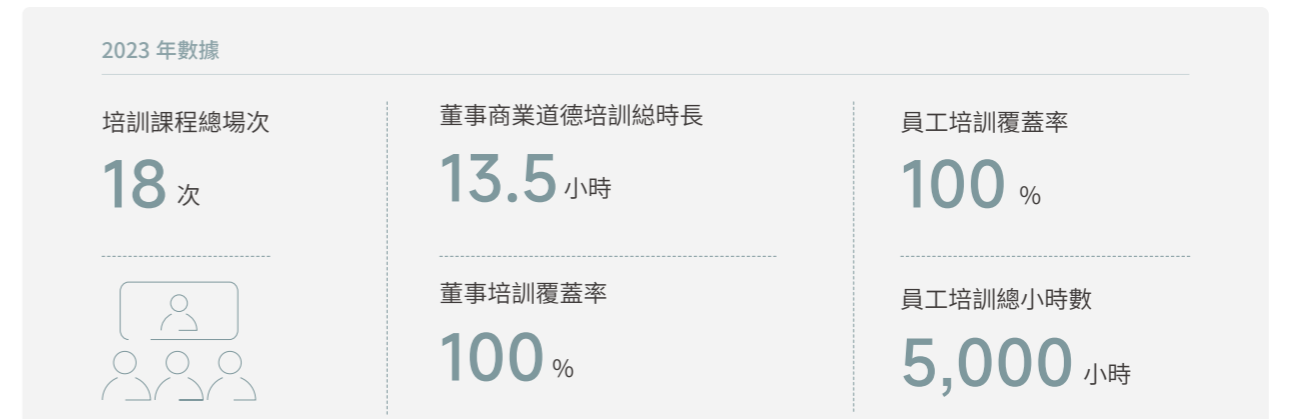 2023 年數據
培訓課程總場次
18 次
董事商業道德培訓総時長
13.5 小時
董事培訓覆蓋率
100 %
員工培訓覆蓋率
100 %
員工培訓總小時數
5,000 小時